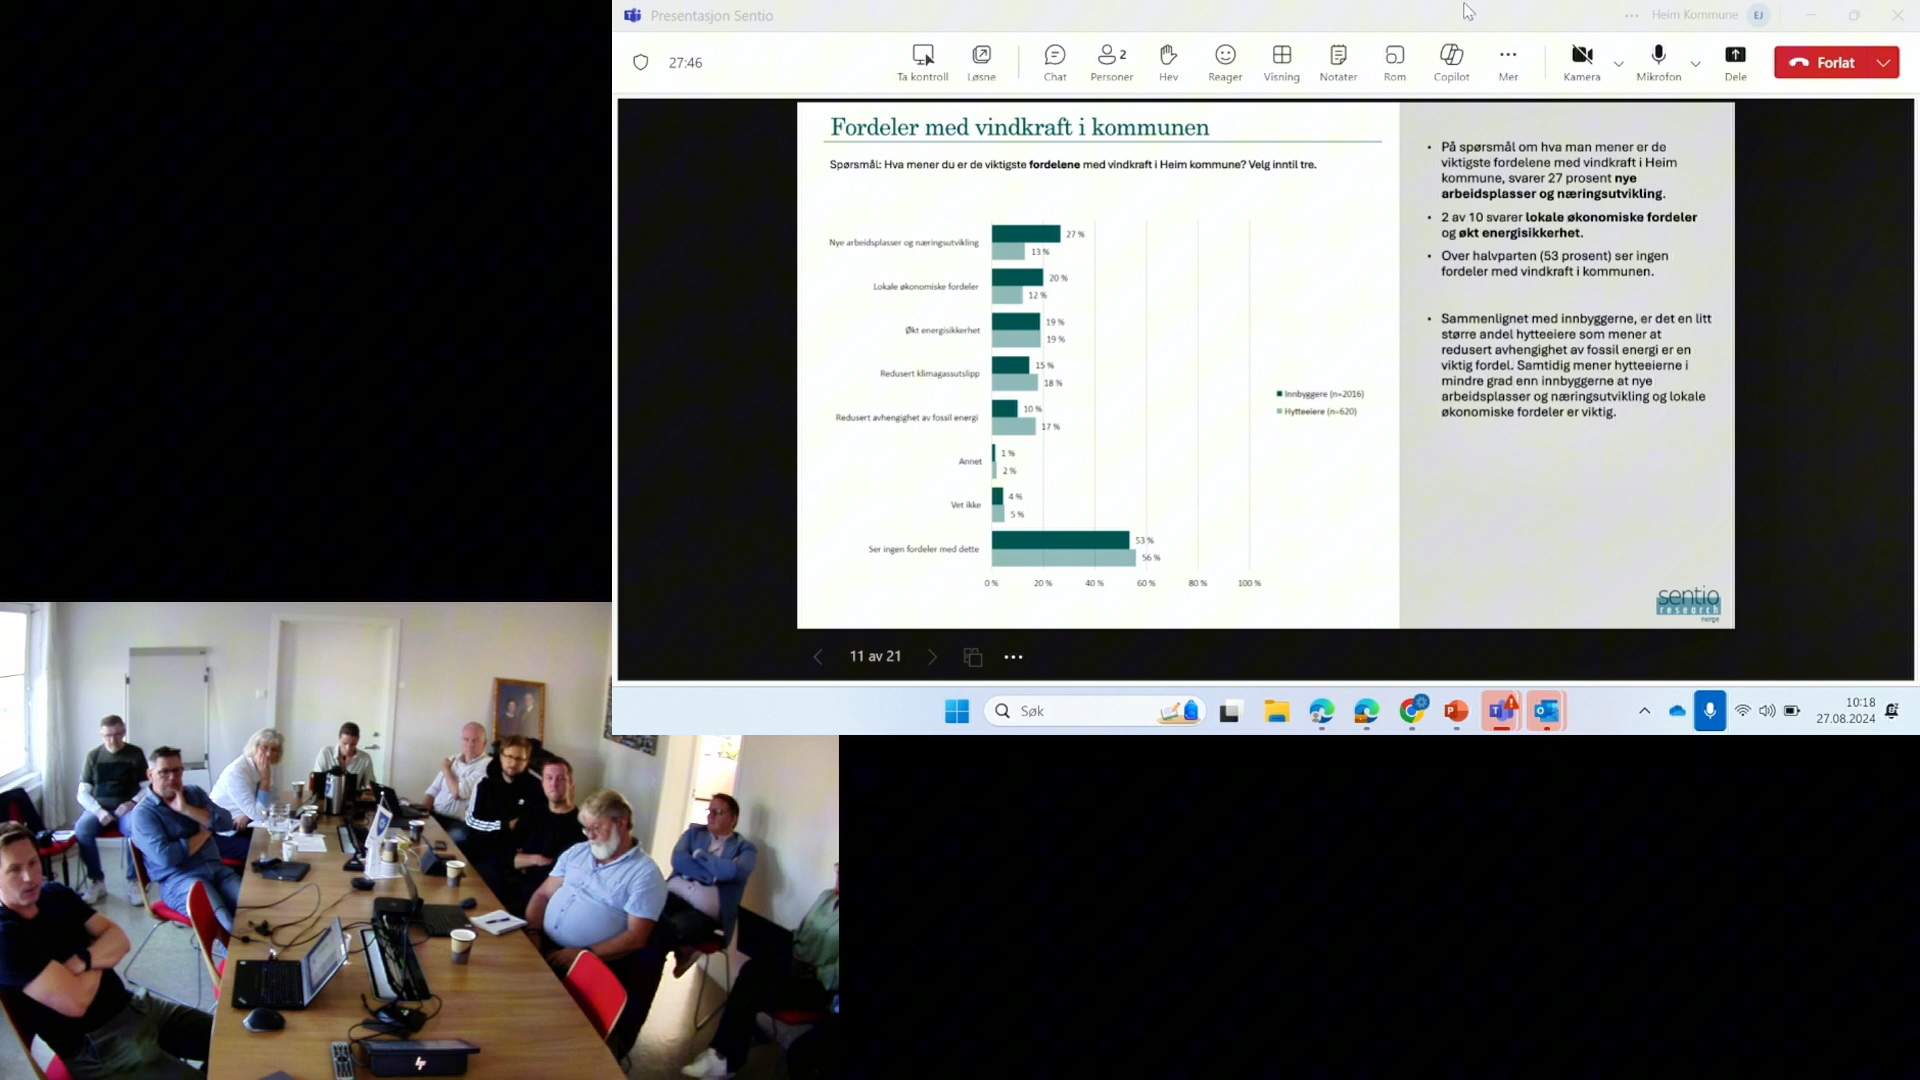 Presentasjon Sentio
Heim Kommune EJ
27:46
Ta kontroll
Løsne
Chat
2
Personer
Hev
Reager
Visning
Notater
Rom
Copilot
Mer
Kamera
Mikrofon
Dele
Forlat
Fordeler med vindkraft i kommunen
Spørsmål: Hva mener du er de viktigste fordelene med vindkraft i Heim kommune? Velg inntil tre.
Nye arbeidsplasser og næringsutvikling
27 %
13 %
Lokale økonomiske fordeler
20 %
12 %
Økt energisikkerhet
19 %
19 %
Redusert klimagassutslipp
15 %
18 %
Redusert avhengighet av fossil energi
10 %
17 %
Annet
1 %
2 %
Vet ikke
4 %
5 %
Ser ingen fordeler med dette
53 %
56 %
0 % 20 % 40 % 60 % 80 % 100 %
Innbyggere (n=2016)
Hytteeiere (n=620)
• På spørsmål om hva man mener er de
viktigste fordelene med vindkraft i Heim
kommune, svarer 27 prosent nye
arbeidsplasser og næringsutvikling.
• 2 av 10 svarer lokale økonomiske fordeler
og økt energisikkerhet.
• Over halvparten (53 prosent) ser ingen
fordeler med vindkraft i kommunen.
• Sammenlignet med innbyggerne, er det en litt
større andel hytteeiere som mener at
redusert avhengighet av fossil energi er en
viktig fordel. Samtidig mener hytteeierne i
mindre grad enn innbyggerne at nye
arbeidsplasser og næringsutvikling og lokale
økonomiske fordeler er viktig.
sentio
research
norge
11 av 21
Søk
10:18
27.08.2024